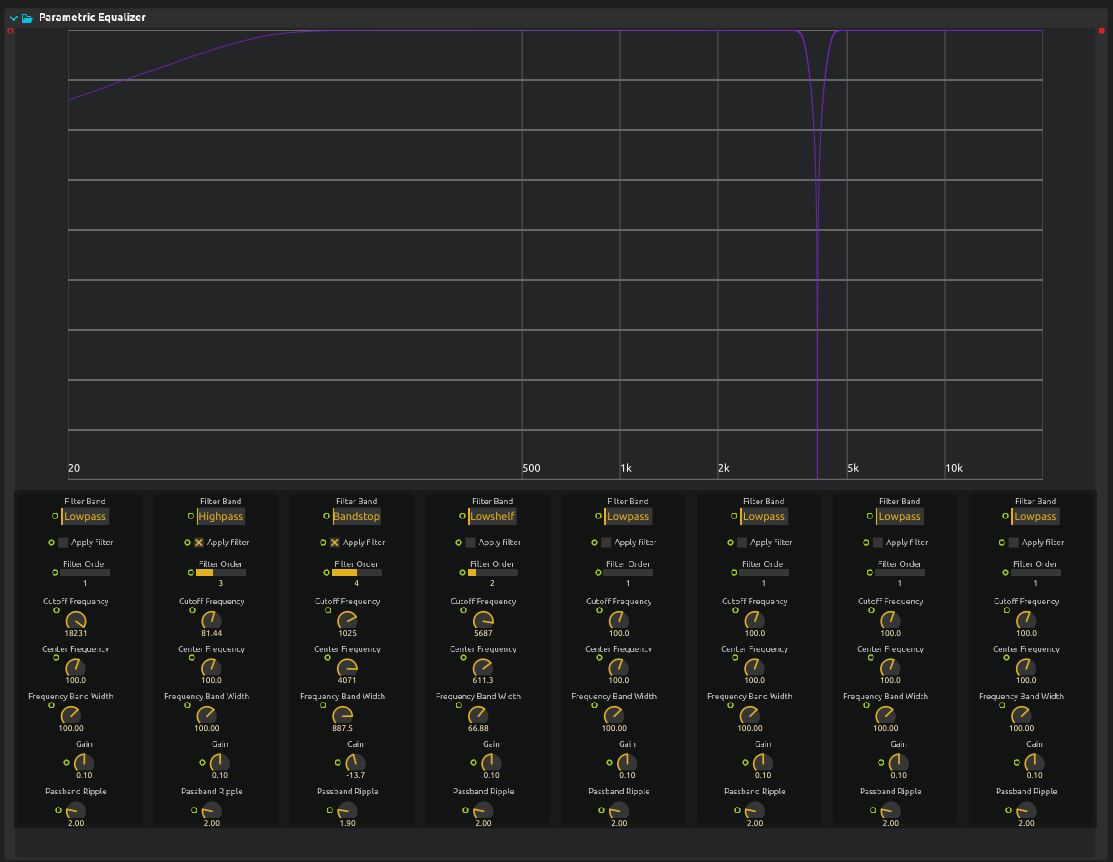 Parametric Equalizer
20 500 1k 2k 5k 10k
Filter Band Filter Band Filter Band Filter Band Filter Band Filter Band Filter Band Filter Band
Lowpass Highpass Bandstop Lowshelf Lowpass Lowpass Lowpass Lowpass
Apply filter Apply filter Apply filter Apply filter Apply filter Apply filter Apply filter Apply filter
Filter Order Filter Order Filter Order Filter Order Filter Order Filter Order Filter Order Filter Order
1 3 4 2 1 1 1 1
Cutoff Frequency Cutoff Frequency Cutoff Frequency Cutoff Frequency Cutoff Frequency Cutoff Frequency Cutoff Frequency Cutoff Frequency
18231 81.44 1025 5687 100.0 100.0 100.0 100.0
Center Frequency Center Frequency Center Frequency Center Frequency Center Frequency Center Frequency Center Frequency Center Frequency
100.0 100.0 4071 611.3 100.0 100.0 100.0 100.0
Frequency Band Width Frequency Band Width Frequency Band Width Frequency Band Width Frequency Band Width Frequency Band Width Frequency Band Width Frequency Band Width
100.00 100.00 887.5 66.88 100.00 100.00 100.00 100.00
Gain Gain Gain Gain Gain Gain Gain Gain
0.10 0.10 -13.7 0.10 0.10 0.10 0.10 0.10
Passband Ripple Passband Ripple Passband Ripple Passband Ripple Passband Ripple Passband Ripple Passband Ripple Passband Ripple
2.00 2.00 1.90 2.00 2.00 2.00 2.00 2.00